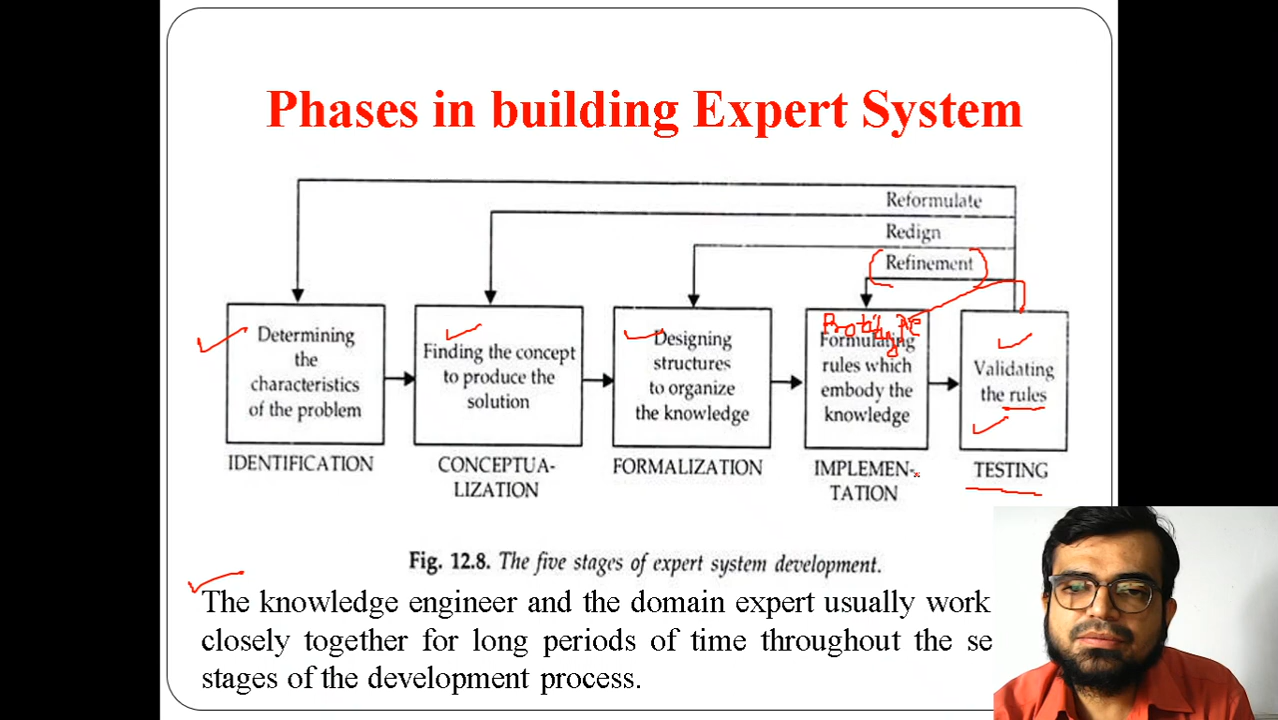 Phases in building Expert System
Reformulate
Redign
Refinement
Determining
the
characteristics
of the problem
IDENTIFICATION
Finding the concept
to produce the
solution
CONCEPTUA-
LIZATION
Designing
structures
to organize
the knowledge
FORMALIZATION
Formulating
rules which
embody the
knowledge
IMPLEMEN-
TATION
Validating
the rules
TESTING
Fig. 12.8. The five stages of expert system development.
The knowledge engineer and the domain expert usually work
closely together for long periods of time throughout the se
stages of the development process.